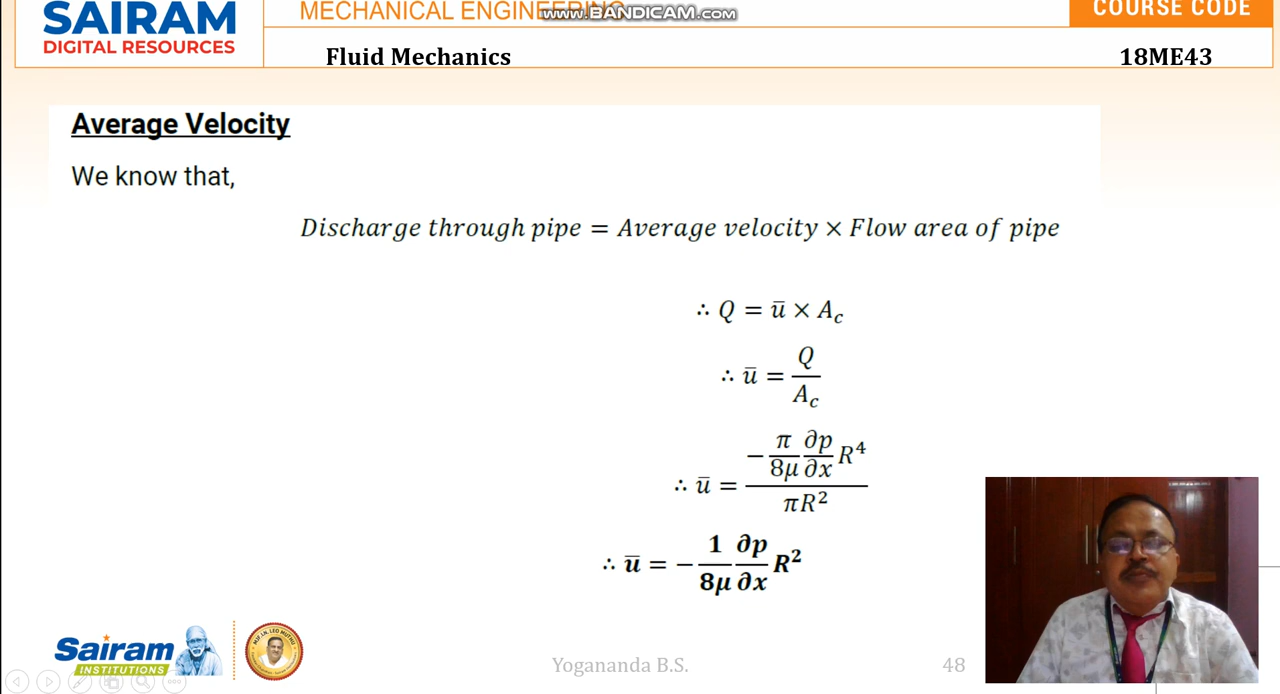 SAIRAM
DIGITAL RESOURCES
MECHANICAL ENGINEERING
www.BANDICAM.com
COURSE CODE
Fluid Mechanics
18ME43
Average Velocity
We know that,
Discharge through pipe = Average velocity × Flow area of pipe
∴ Q = u̅ × A_c
∴ u̅ = Q/A_c
∴ u̅ = (−(π/8μ)(∂p/∂x)R⁴)/(πR²)
∴ u̅ = −(1/8μ)(∂p/∂x)R²
Sairam
INSTITUTIONS
Yogananda B.S.
48